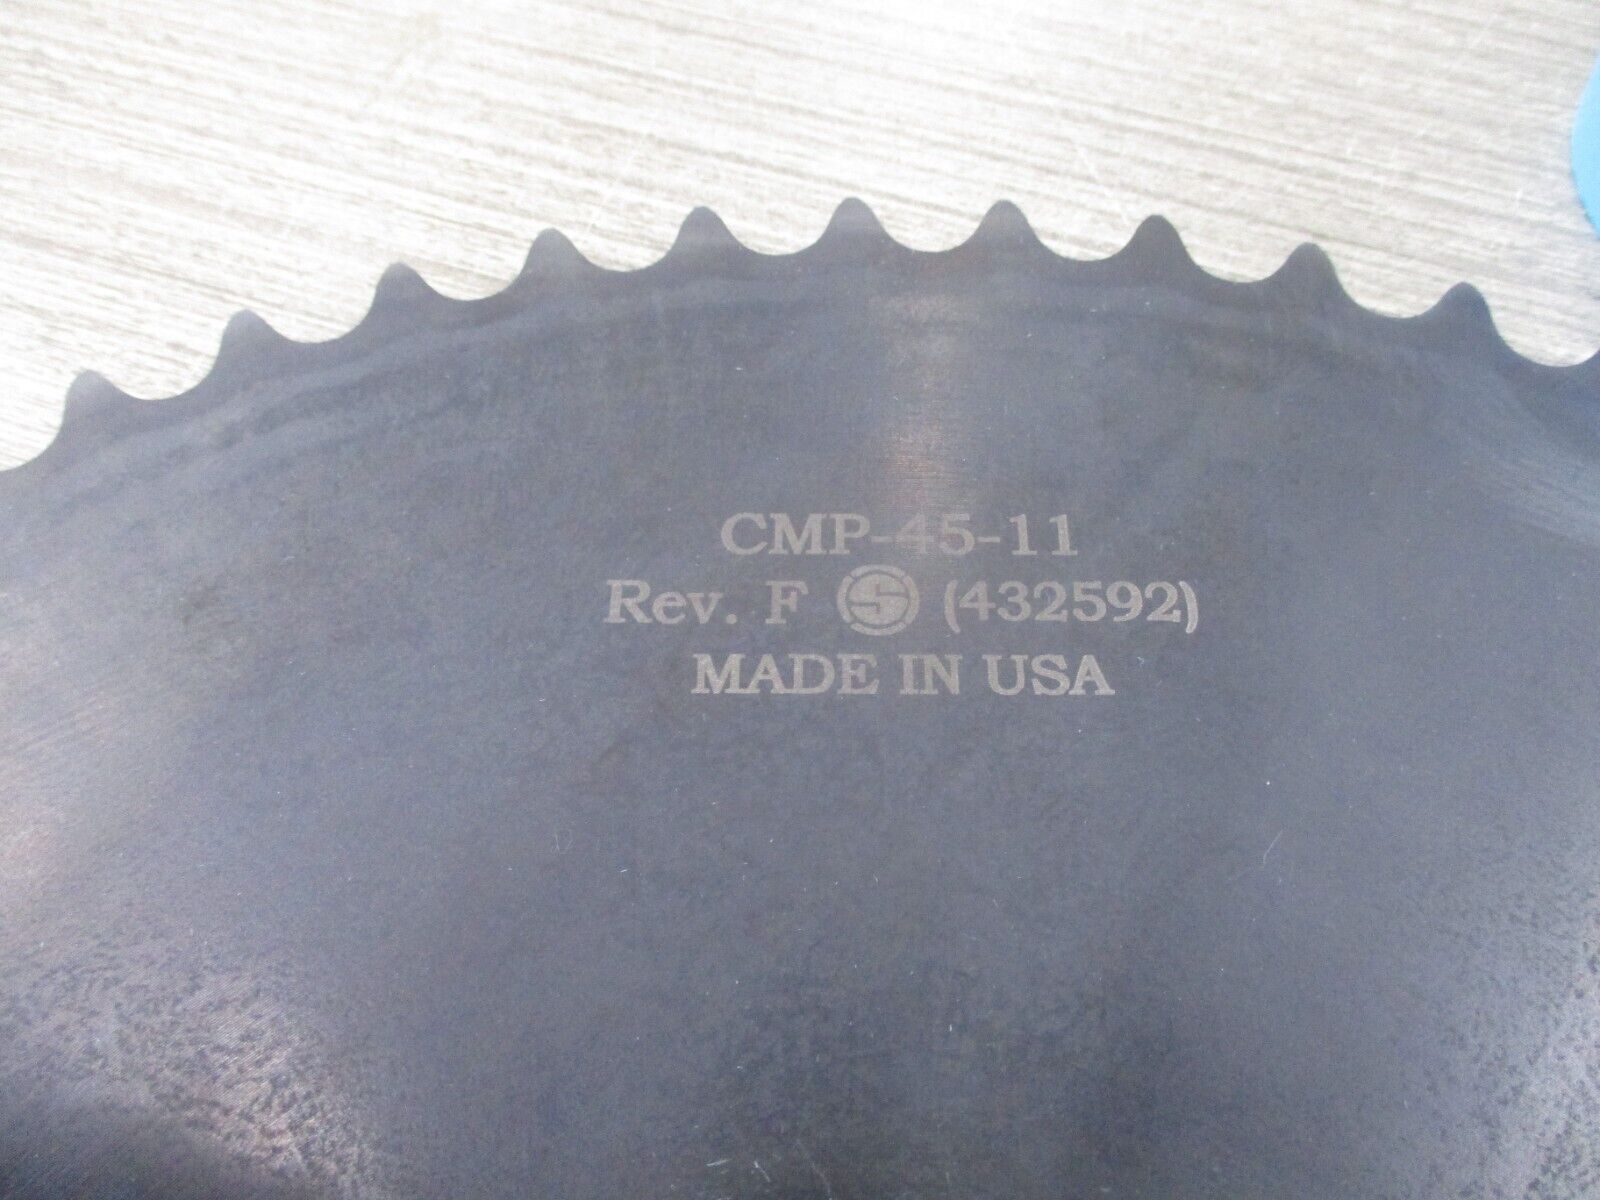 CMP-45-11
Rev. F S (432592)
MADE IN USA